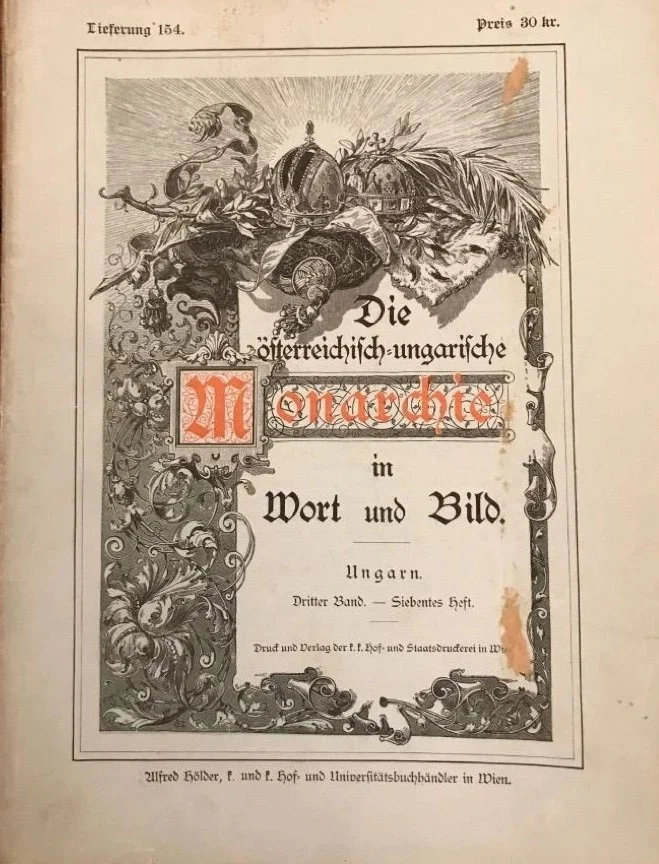 Lieferung 154.
Preis 30 kr.
Die
österreichisch-ungarische
Monarchie
in
Wort und Bild.
Ungarn.
Dritter Band. — Siebentes Heft.
Druck und Verlag der k. k. Hof- und Staatsdruckerei in
Alfred Hölder, k. und k. Hof- und Universitätsbuchhändler in Wien.